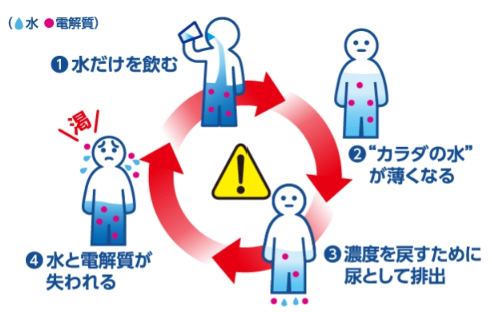 (💧水 ●電解質)
❶水だけを飲む
❷“カラダの水”
が薄くなる
❸濃度を戻すために
尿として排出
渇
❹水と電解質が
失われる